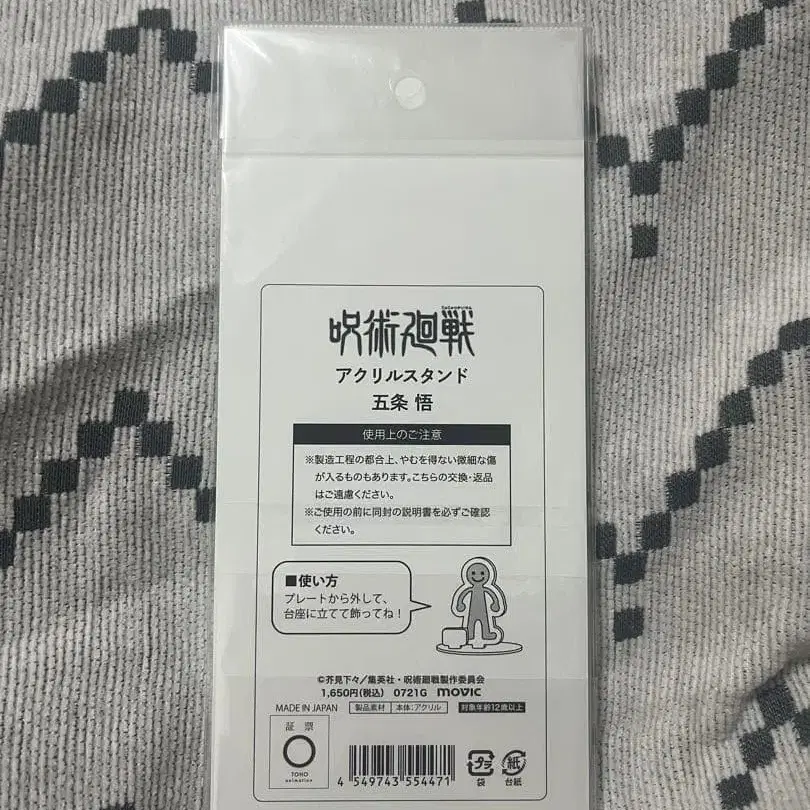 呪術廻戦
アクリルスタンド
五条 悟
使用上のご注意
※製造工程の都合上、やむを得ない微細な傷
が入るものもあります。こちらの交換・返品
はご遠慮ください。
※ご使用の前に同封の説明書を必ずご確認
ください。
■使い方
プレートから外して、
台座に立てて飾ってね！
©芥見下々／集英社・呪術廻戦製作委員会
1,650円(税込) 0721G movic
MADE IN JAPAN 製品素材 本体：アクリル 対象年齢12歳以上
証票
TOHO
animation
4 549743 554471
プラ
袋
紙
台紙